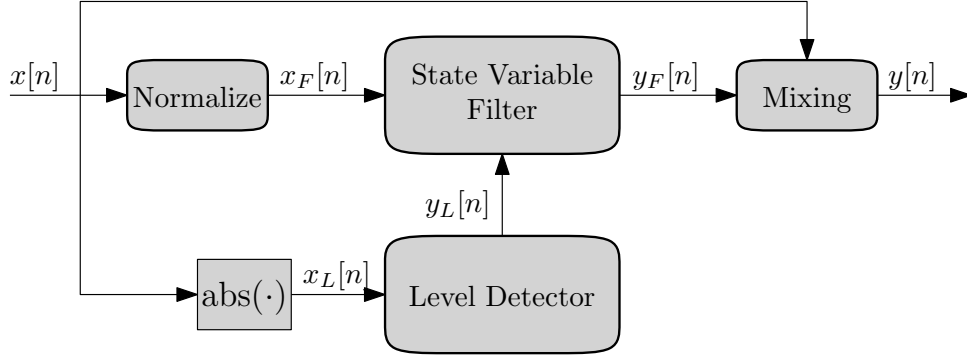 x[n]
Normalize
x_F[n]
State Variable
Filter
y_F[n]
Mixing
y[n]
y_L[n]
abs(·)
x_L[n]
Level Detector